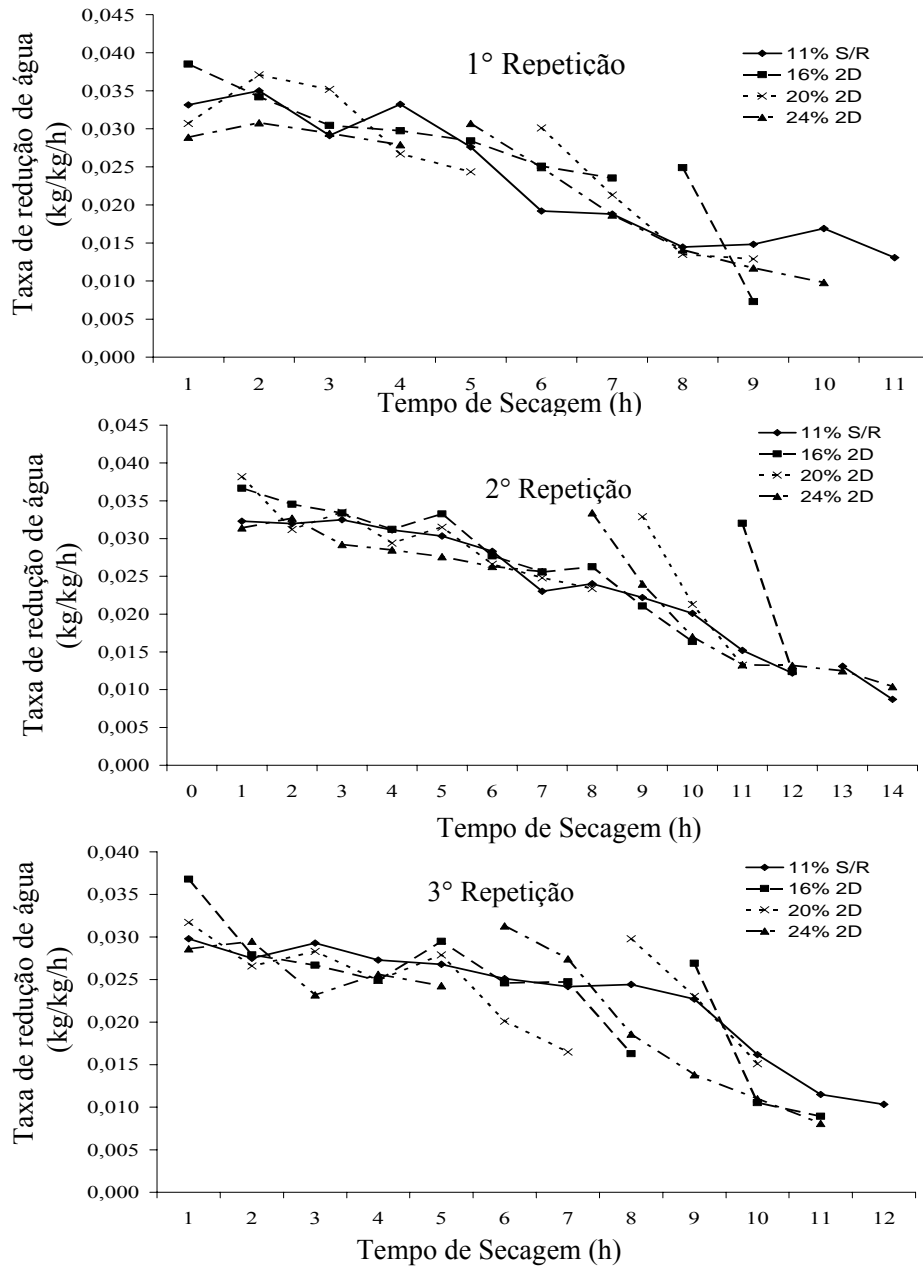 0,045
0,040
0,035
0,030
0,025
0,020
0,015
0,010
0,005
0,000
Taxa de redução de água
(kg/kg/h)
1° Repetição
11% S/R
16% 2D
20% 2D
24% 2D
1 2 3 4 5 6 7 8 9 10 11
Tempo de Secagem (h)
0,045
0,040
0,035
0,030
0,025
0,020
0,015
0,010
0,005
0,000
Taxa de redução de água
(kg/kg/h)
2° Repetição
11% S/R
16% 2D
20% 2D
24% 2D
0 1 2 3 4 5 6 7 8 9 10 11 12 13 14
Tempo de Secagem (h)
0,040
0,035
0,030
0,025
0,020
0,015
0,010
0,005
0,000
Taxa de redução de água
(kg/kg/h)
3° Repetição
11% S/R
16% 2D
20% 2D
24% 2D
1 2 3 4 5 6 7 8 9 10 11 12
Tempo de Secagem (h)